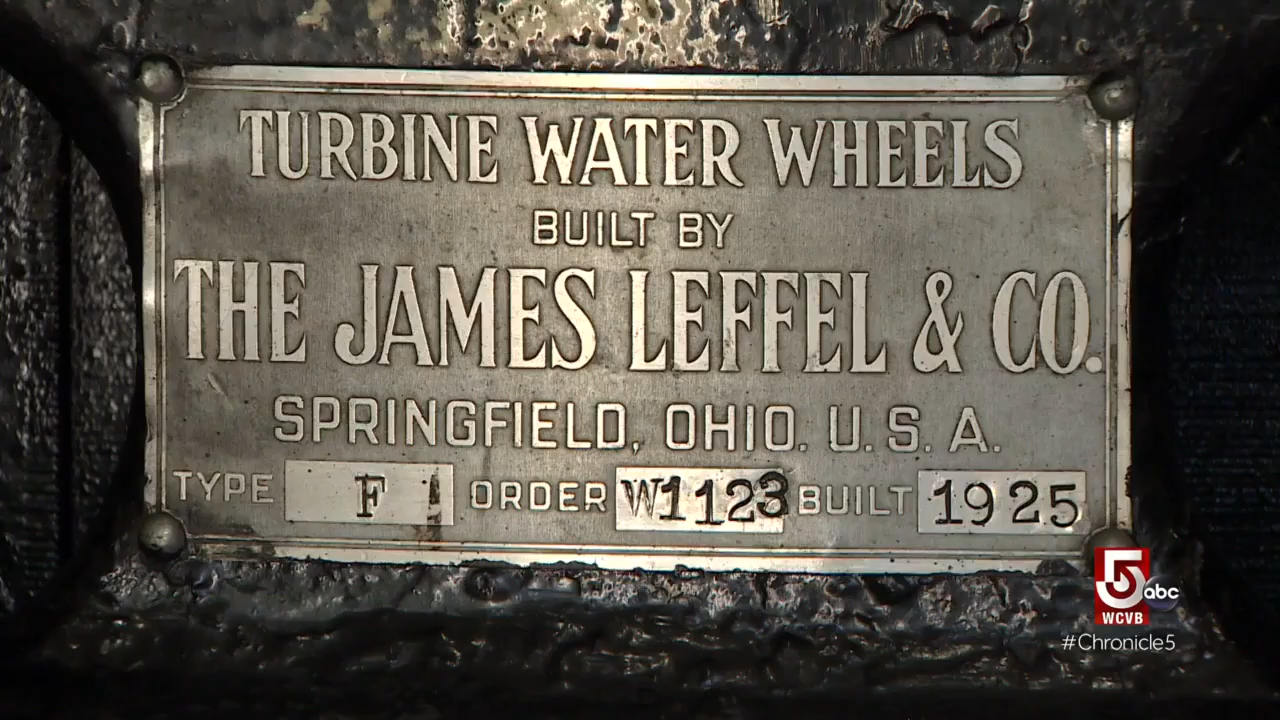 TURBINE WATER WHEELS
BUILT BY
THE JAMES LEFFEL & CO.
SPRINGFIELD, OHIO. U. S. A.
TYPE F ORDER W1123 BUILT 1925
5 abc
WCVB
#Chronicle5